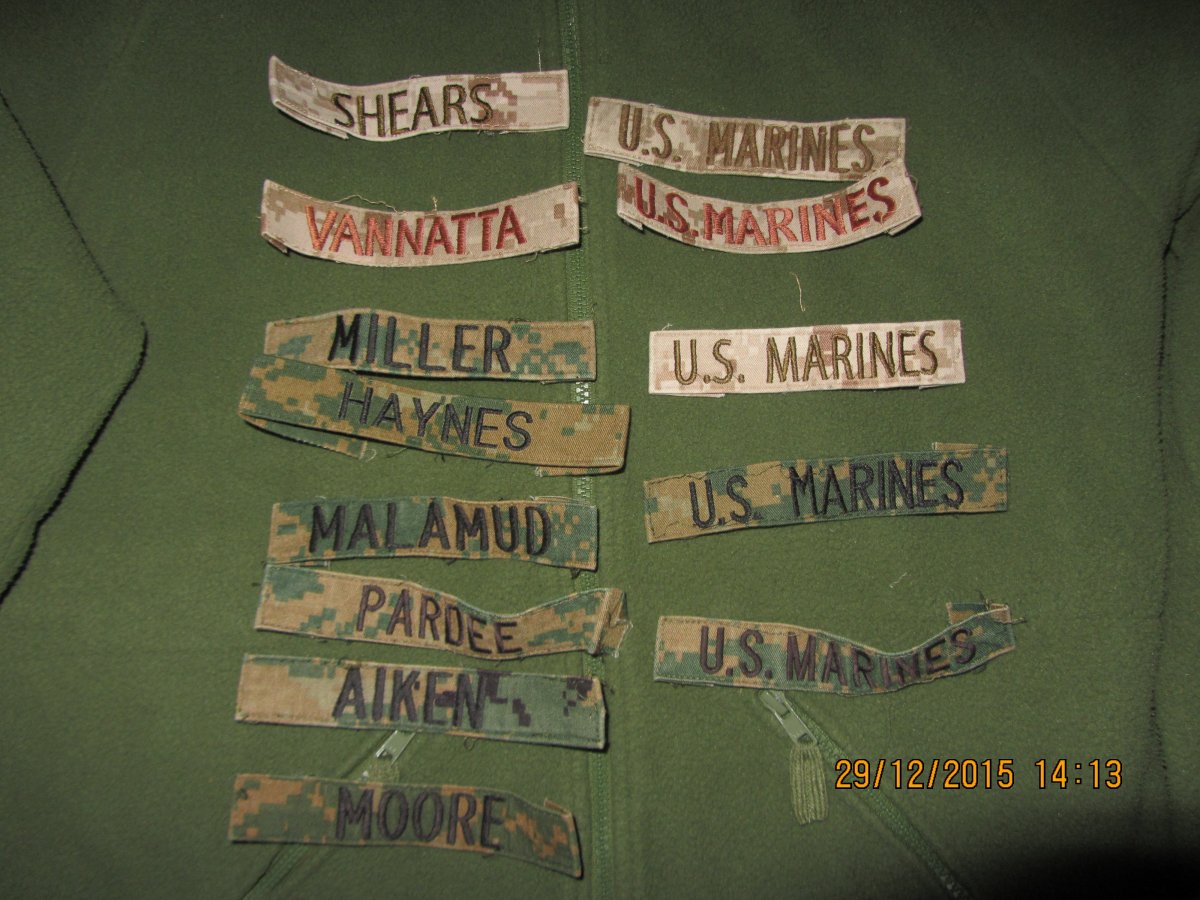 SHEARS
U.S. MARINES
VANNATTA
U.S. MARINES
MILLER
U.S. MARINES
HAYNES
U.S. MARINES
MALAMUD
PARDEE
U.S. MARINES
AIKEN
MOORE
29/12/2015 14:13